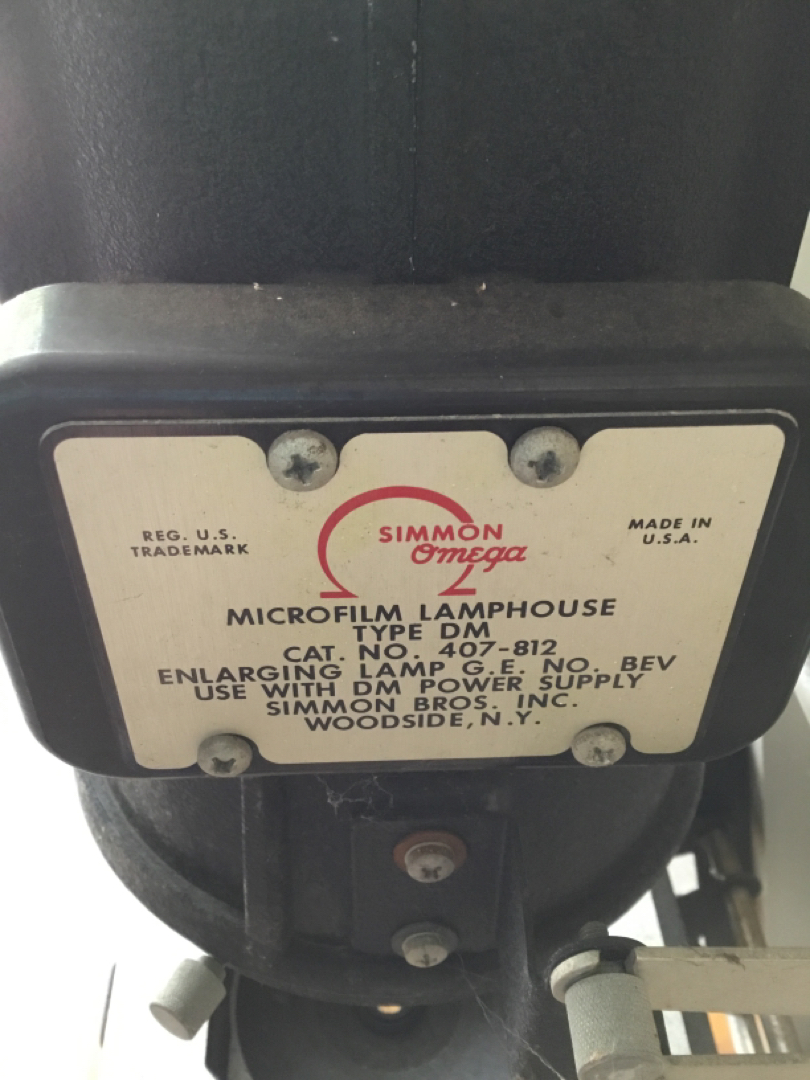 SIMMON
Omega
REG. U.S.
TRADEMARK
MADE IN
U.S.A.
MICROFILM LAMPHOUSE
TYPE DM
CAT. NO. 407-812
ENLARGING LAMP G.E. NO. BEV
USE WITH DM POWER SUPPLY
SIMMON BROS. INC.
WOODSIDE, N.Y.